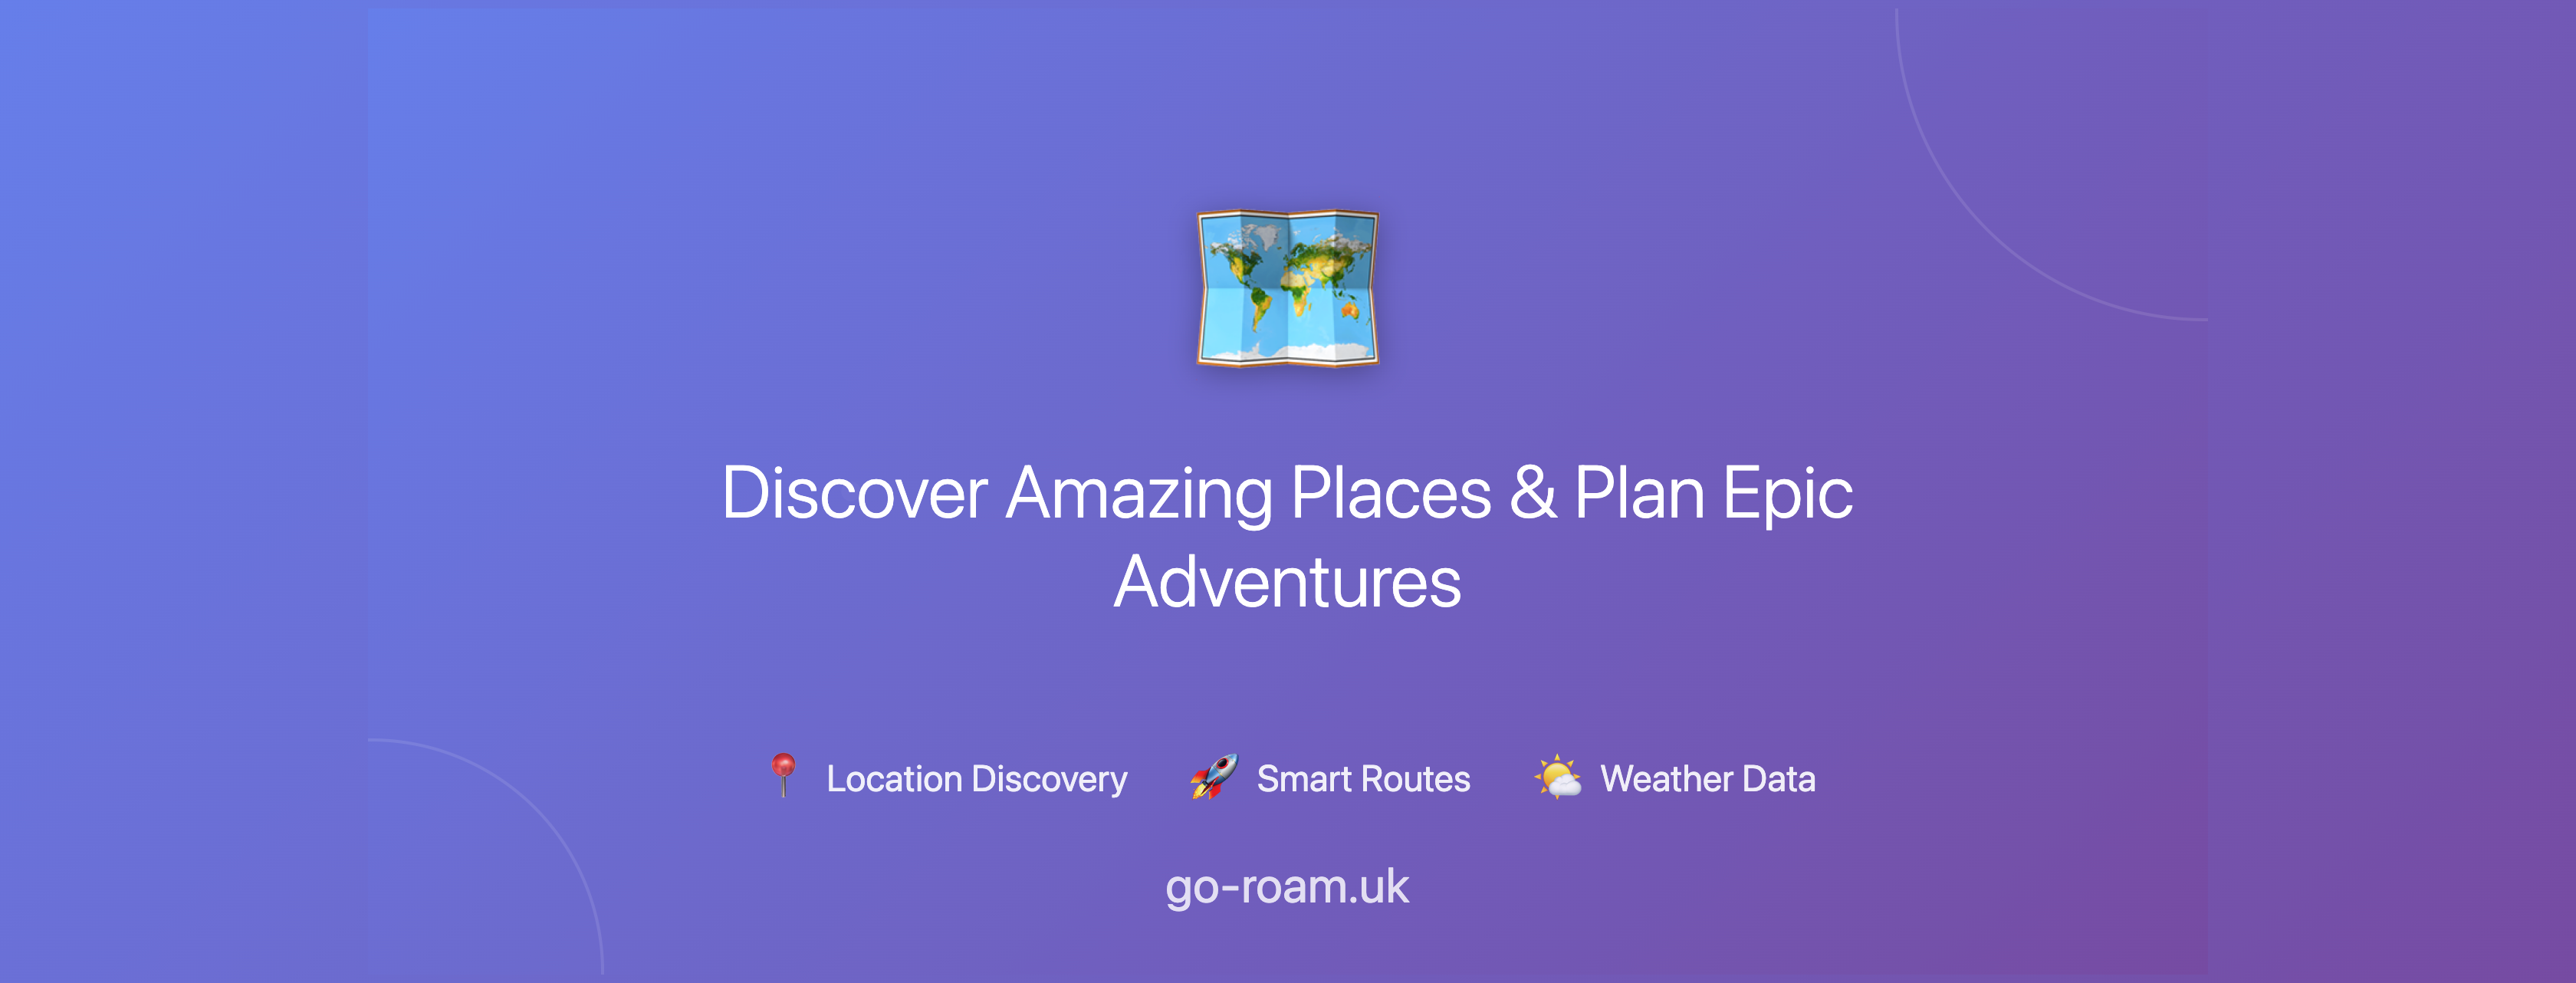 Discover Amazing Places & Plan Epic
Adventures
Location Discovery
Smart Routes
Weather Data
go-roam.uk